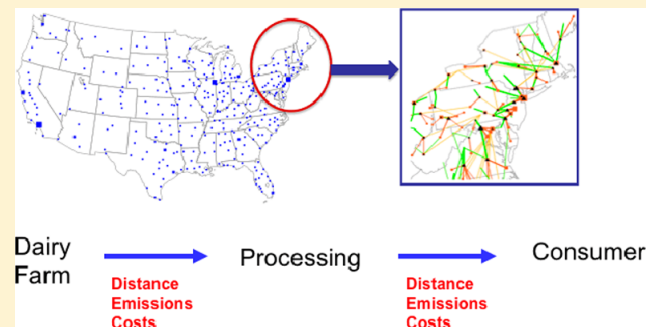 Dairy
Farm
Processing
Consumer
Distance
Emissions
Costs
Distance
Emissions
Costs